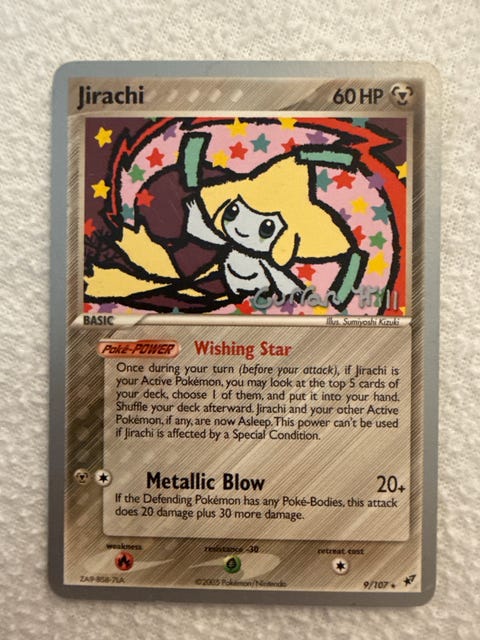 Jirachi 60 HP
Curran Hill
BASIC Illus. Sumiyoshi Kizuki
Poké-POWER Wishing Star
Once during your turn (before your attack), if Jirachi is
your Active Pokémon, you may look at the top 5 cards of
your deck, choose 1 of them, and put it into your hand.
Shuffle your deck afterward. Jirachi and your other Active
Pokémon, if any, are now Asleep. This power can't be used
if Jirachi is affected by a Special Condition.
Metallic Blow 20+
If the Defending Pokémon has any Poké-Bodies, this attack
does 20 damage plus 30 more damage.
weakness resistance -30 retreat cost
ZA9-858-7LA ©2005 Pokémon/Nintendo 9/107